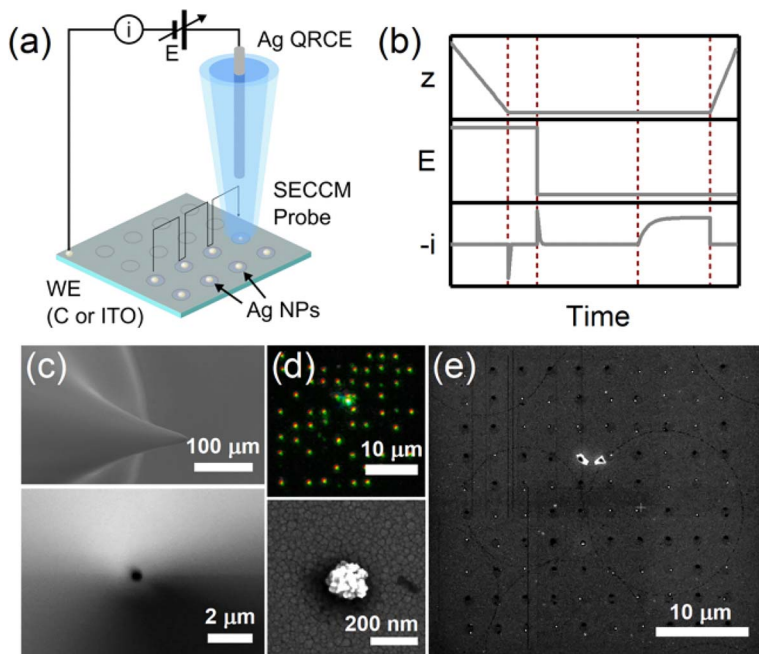 (a)
i
E
Ag QRCE
SECCM
Probe
WE
(C or ITO)
Ag NPs
(b)
z
E
-i
Time
(c)
100 μm
2 μm
(d)
10 μm
200 nm
(e)
10 μm